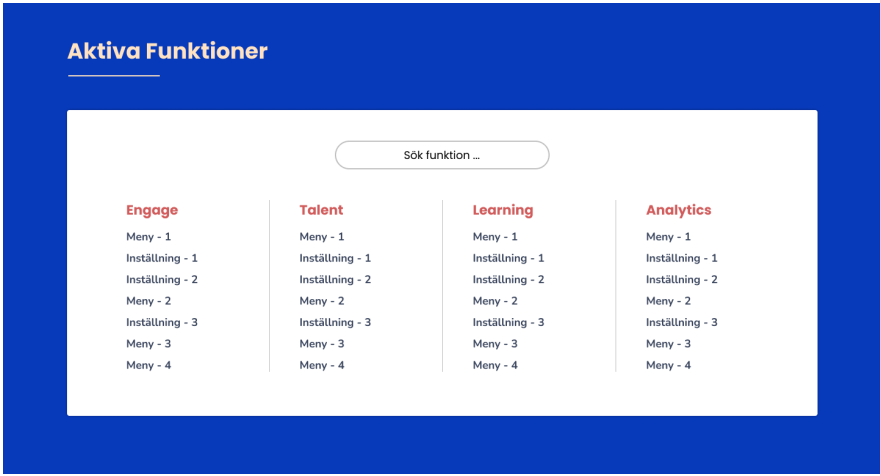 Aktiva Funktioner
Sök funktion ...
Engage
Meny - 1
Inställning - 1
Inställning - 2
Meny - 2
Inställning - 3
Meny - 3
Meny - 4
Talent
Meny - 1
Inställning - 1
Inställning - 2
Meny - 2
Inställning - 3
Meny - 3
Meny - 4
Learning
Meny - 1
Inställning - 1
Inställning - 2
Meny - 2
Inställning - 3
Meny - 3
Meny - 4
Analytics
Meny - 1
Inställning - 1
Inställning - 2
Meny - 2
Inställning - 3
Meny - 3
Meny - 4